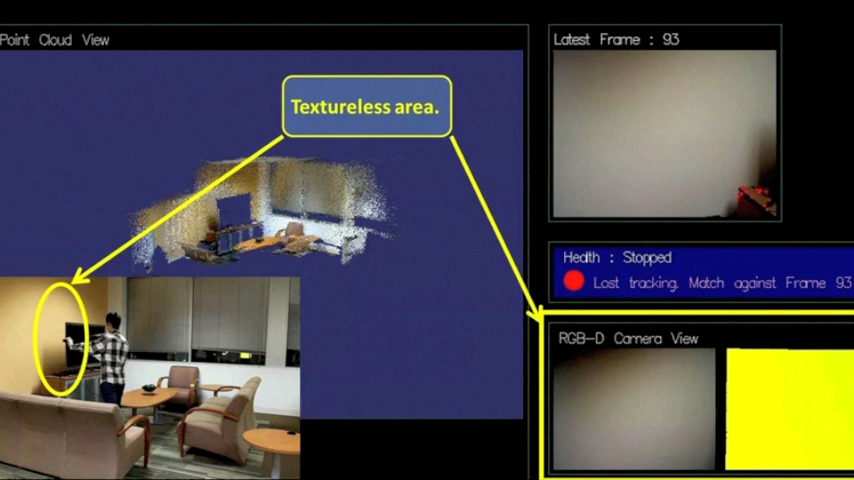 Point Cloud View
Latest Frame : 93
Textureless area.
Health : Stopped
Lost tracking. Match against Frame 93
RGB-D Camera View